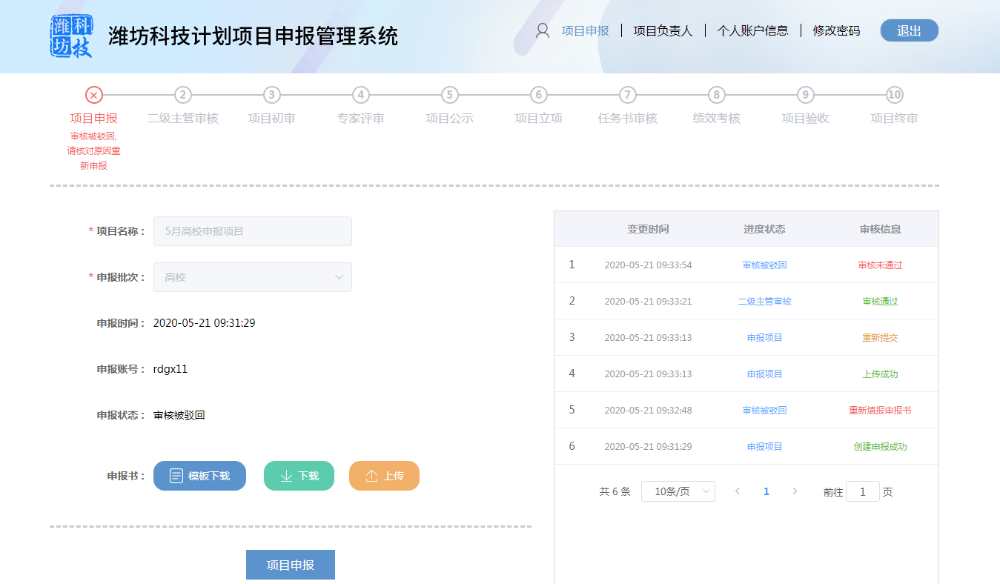 潍坊科技
潍坊科技计划项目申报管理系统
项目申报 项目负责人 个人账户信息 修改密码 退出
2 3 4 5 6 7 8 9 10
项目申报 二级主管审核 项目初审 专家评审 项目公示 项目立项 任务书审核 绩效考核 项目验收 项目终审
审核被驳回,
请核对原因重
新申报
* 项目名称： 5月高校申报项目
* 申报批次： 高校
申报时间： 2020-05-21 09:31:29
申报账号： rdgx11
申报状态： 审核被驳回
申报书： 模板下载 下载 上传
项目申报
变更时间 进度状态 审核信息
1 2020-05-21 09:33:54 审核被驳回 审核未通过
2 2020-05-21 09:33:21 二级主管审核 审核通过
3 2020-05-21 09:33:13 申报项目 重新提交
4 2020-05-21 09:33:13 申报项目 上传成功
5 2020-05-21 09:32:48 审核被驳回 重新填报申报书
6 2020-05-21 09:31:29 申报项目 创建申报成功
共 6 条 10条/页 1 前往 1 页